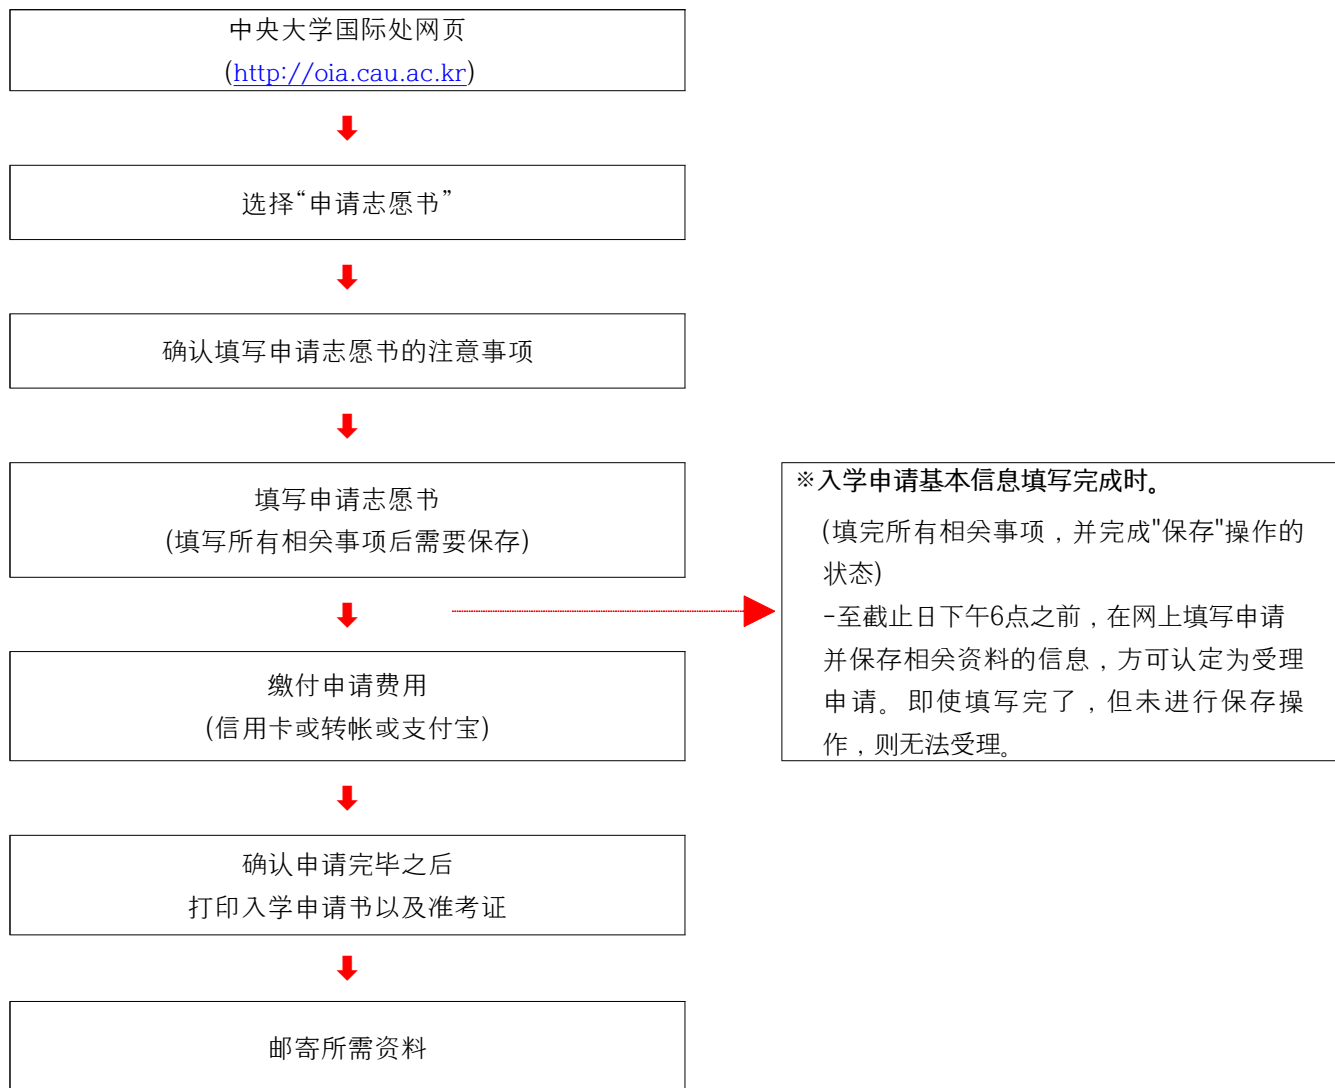 中央大学国际处网页
(http://oia.cau.ac.kr)
选择“申请志愿书”
确认填写申请志愿书的注意事项
填写申请志愿书
(填写所有相关事项后需要保存)
※入学申请基本信息填写完成时。
(填完所有相关事项，并完成"保存"操作的
状态)
-至截止日下午6点之前，在网上填写申请
并保存相关资料的信息，方可认定为受理
申请。即使填写完了，但未进行保存操
作，则无法受理。
缴付申请费用
(信用卡或转帐或支付宝)
确认申请完毕之后
打印入学申请书以及准考证
邮寄所需资料